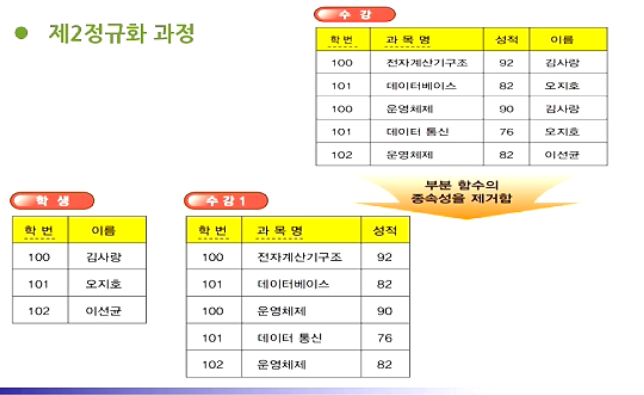 제2정규화 과정
수 강
학 번 과 목 명 성적 이름
100 전자계산기구조 92 김사랑
101 데이터베이스 82 오지호
100 운영체제 90 김사랑
101 데이터 통신 76 오지호
102 운영체제 82 이선균
부분 함수의
종속성을 제거함
학 생
학 번 이름
100 김사랑
101 오지호
102 이선균
수 강 1
학 번 과 목 명 성적
100 전자계산기구조 92
101 데이터베이스 82
100 운영체제 90
101 데이터 통신 76
102 운영체제 82